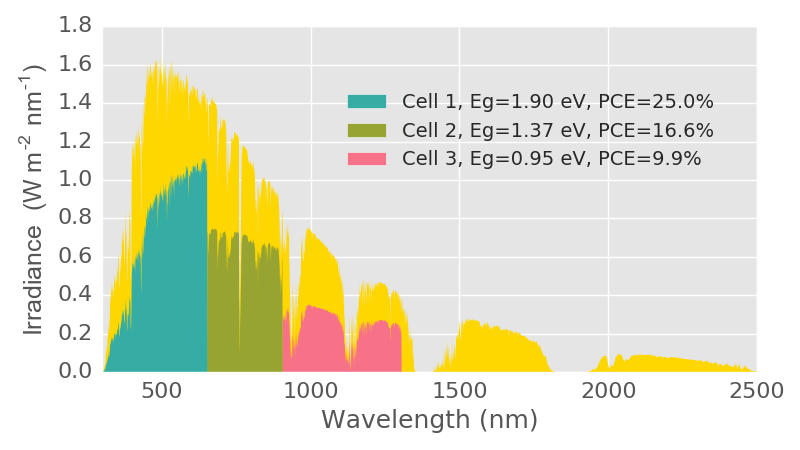 1.8
1.6
1.4
1.2
1.0
0.8
0.6
0.4
0.2
0.0
Irradiance (W m-2 nm-1)
Cell 1, Eg=1.90 eV, PCE=25.0%
Cell 2, Eg=1.37 eV, PCE=16.6%
Cell 3, Eg=0.95 eV, PCE=9.9%
500 1000 1500 2000 2500
Wavelength (nm)